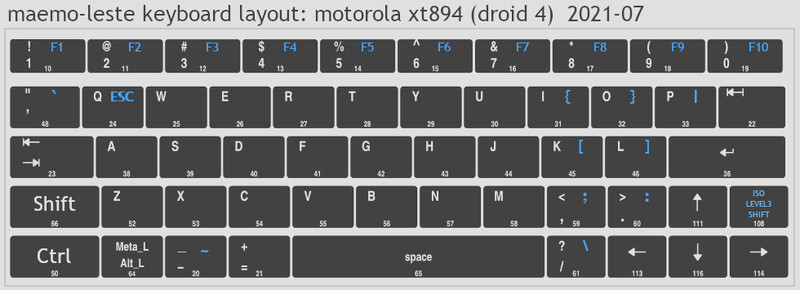 maemo-leste keyboard layout: motorola xt894 (droid 4)  2021-07
! F1 @ F2 # F3 $ F4 % F5 ^ F6 & F7 * F8 ( F9 ) F10
1 10 2 11 3 12 4 13 5 14 6 15 7 16 8 17 9 18 0 19
" ` Q ESC W E R T Y U I { O } P | ⇤
' 48 24 25 26 27 28 29 30 31 32 33 22
⇤ A S D F G H J K [ L ] ↵
⇥ 23 38 39 40 41 42 43 44 45 46 36
Shift Z X C V B N M < ; > : ↑ ISO
LEVEL3
SHIFT
66 52 53 54 55 56 57 58 , 59 . 60 111 108
Ctrl Meta_L _ ~ + space ? \ ← ↓ →
50 Alt_L 64 - 20 = 21 65 / 61 113 116 114